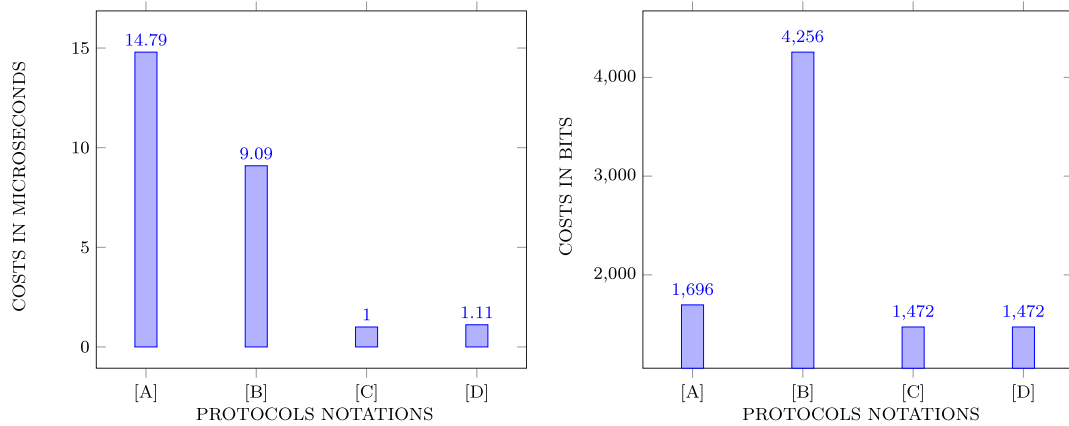 COSTS IN MICROSECONDS
15
10
5
0
14.79
9.09
1
1.11
[A] [B] [C] [D]
PROTOCOLS NOTATIONS
COSTS IN BITS
4,000
3,000
2,000
1,696
4,256
1,472
1,472
[A] [B] [C] [D]
PROTOCOLS NOTATIONS